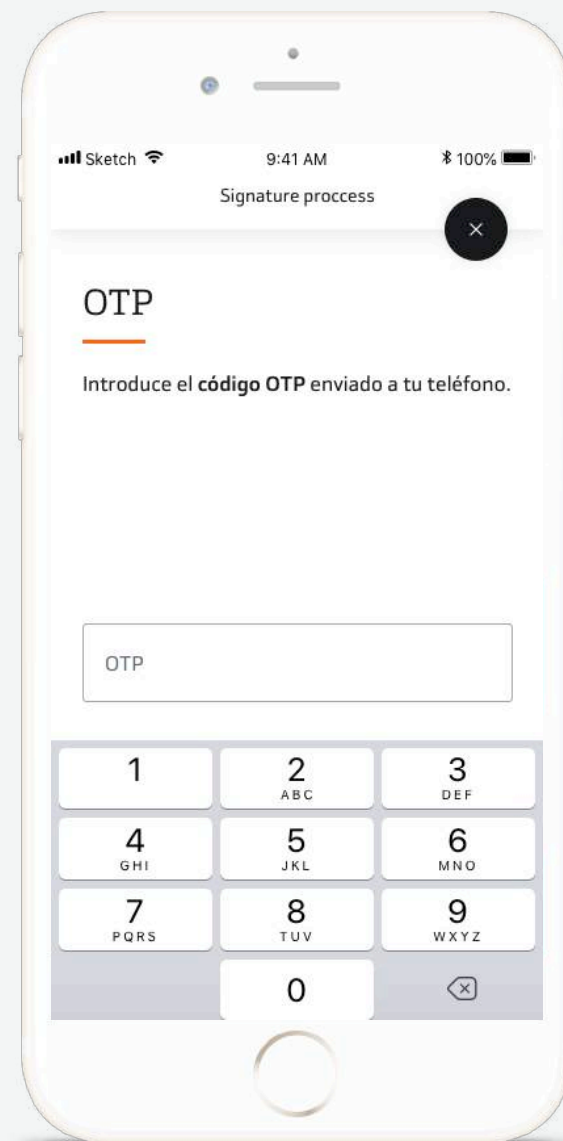 Sketch 9:41 AM 100%
Signature proccess
OTP
Introduce el código OTP enviado a tu teléfono.
OTP
1 2 3
ABC DEF
4 5 6
GHI JKL MNO
7 8 9
PQRS TUV WXYZ
0